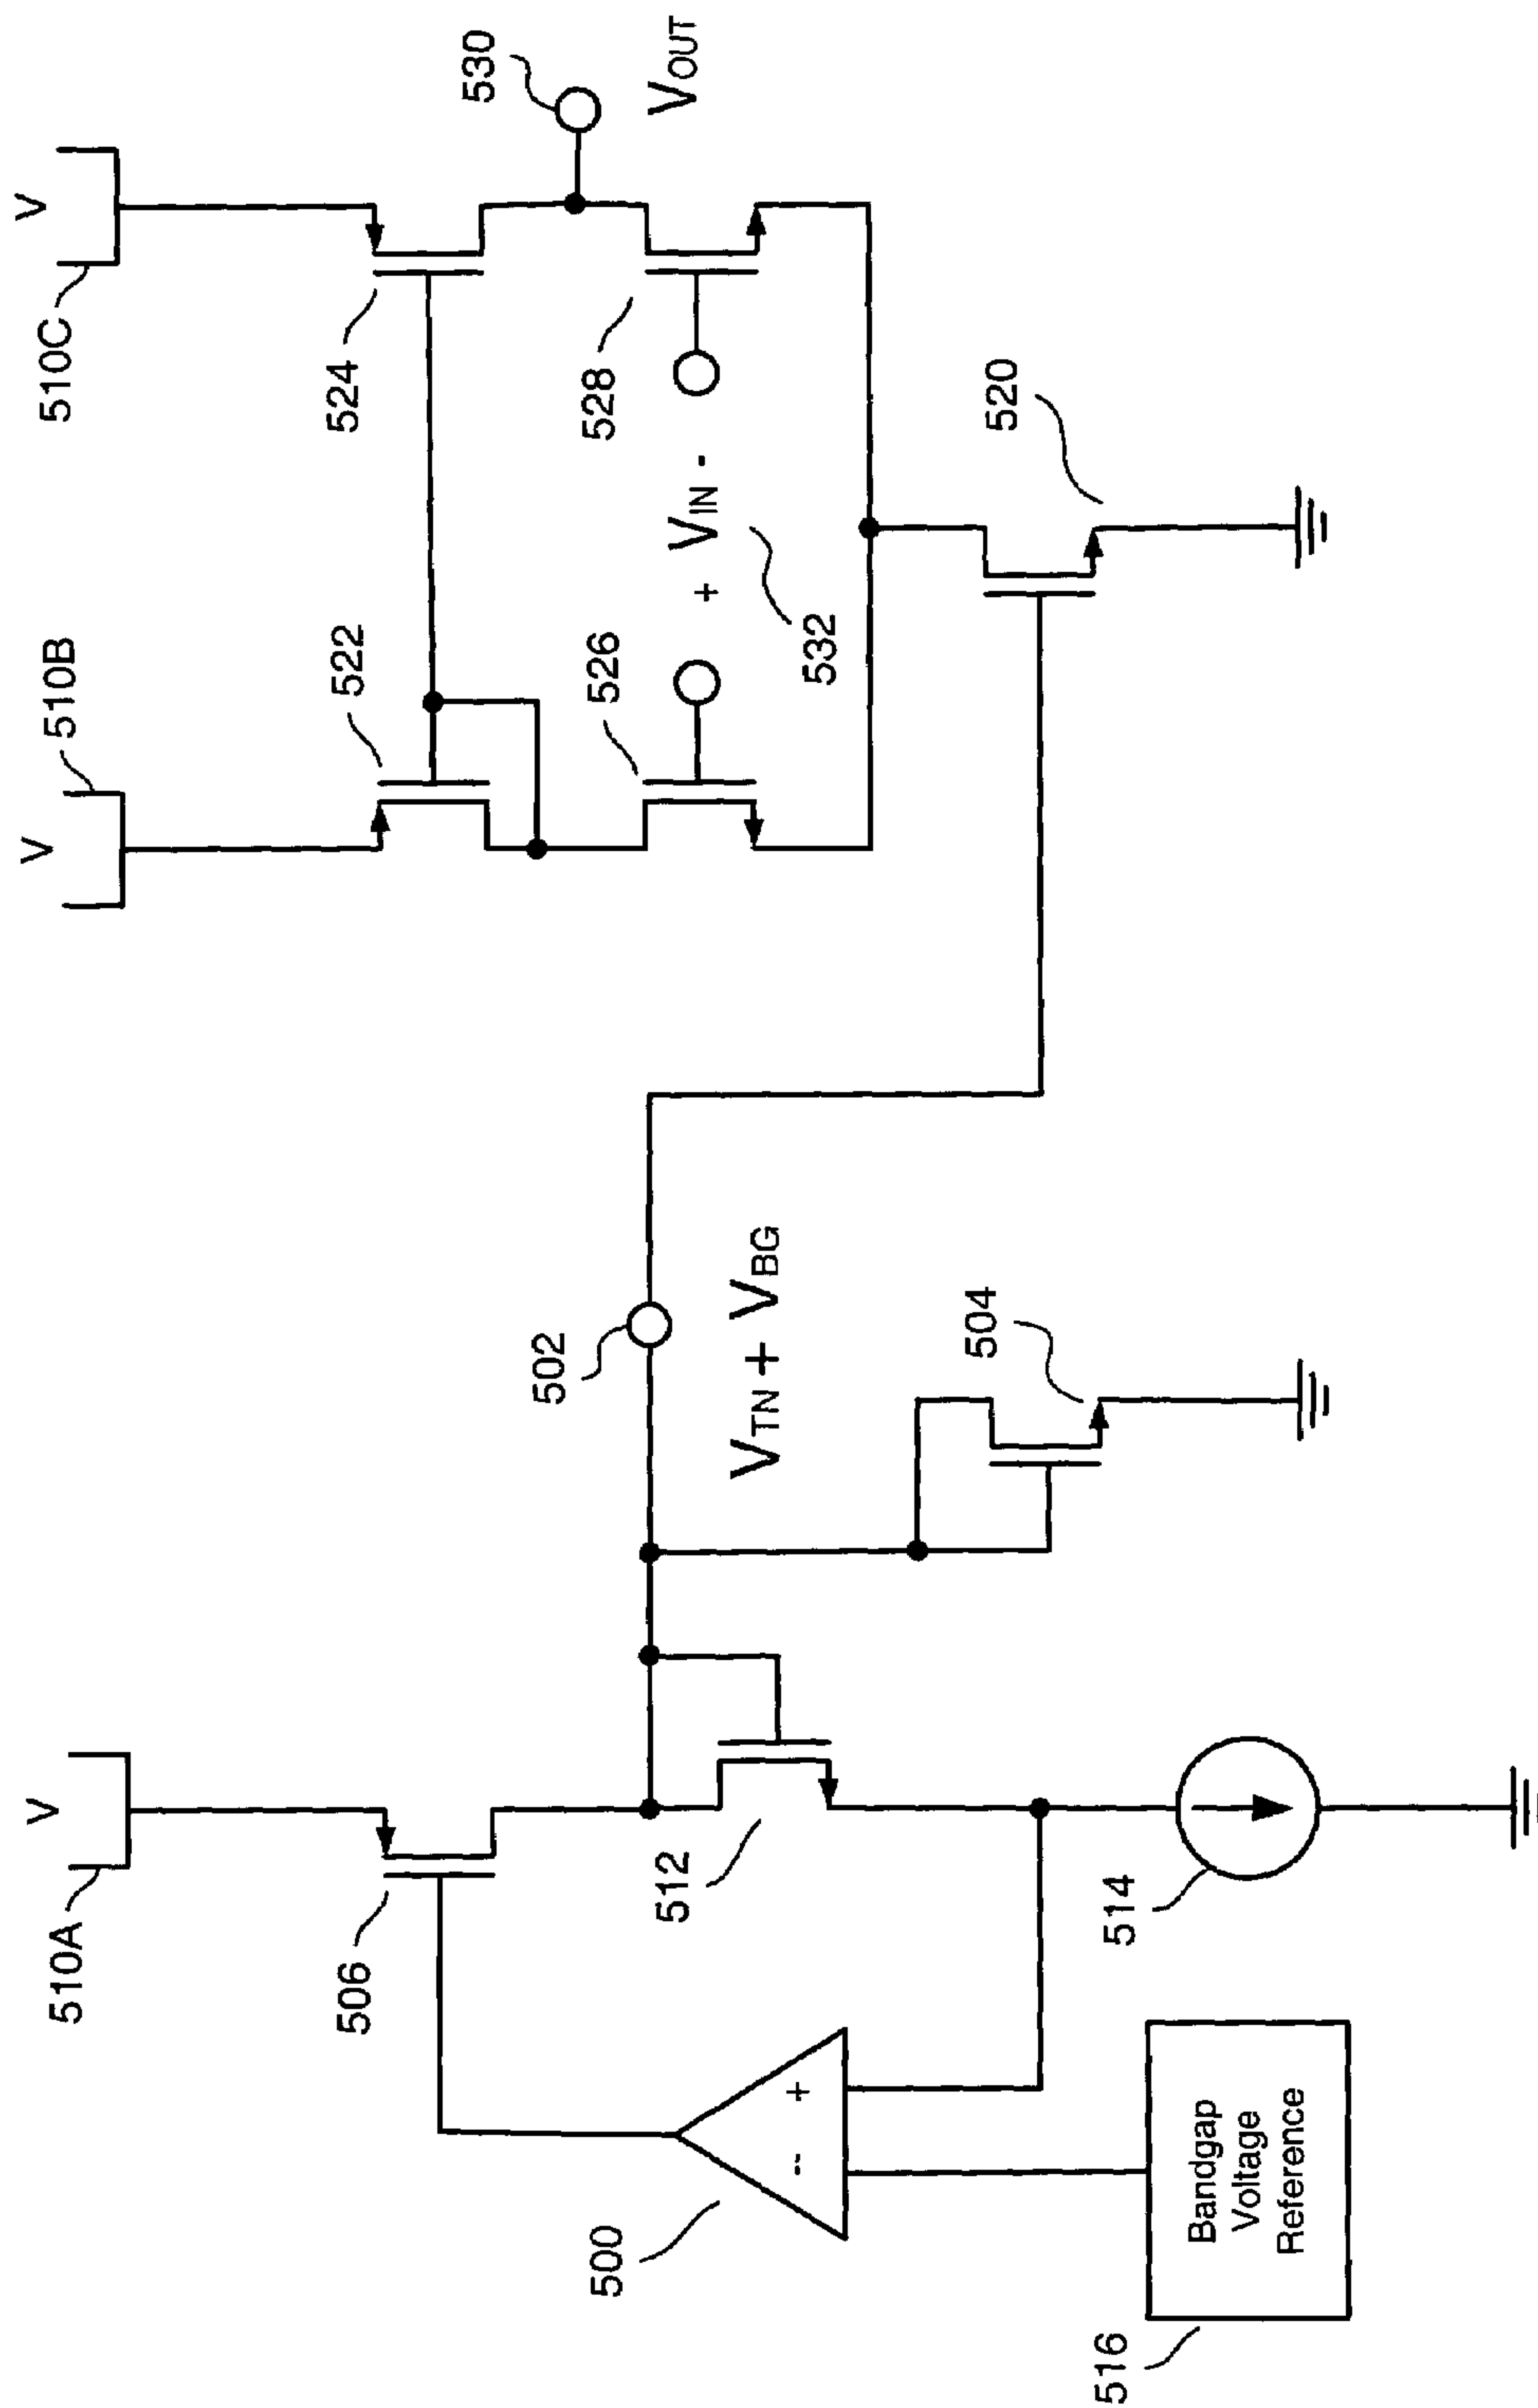 510A
V
506
500
--
+
516
Bandgap
Voltage
Reference
512
514
502
V_TN + V_BG
504
510B
V
522
526
+ V_IN -
532
510C
V
524
528
530
V_OUT
520